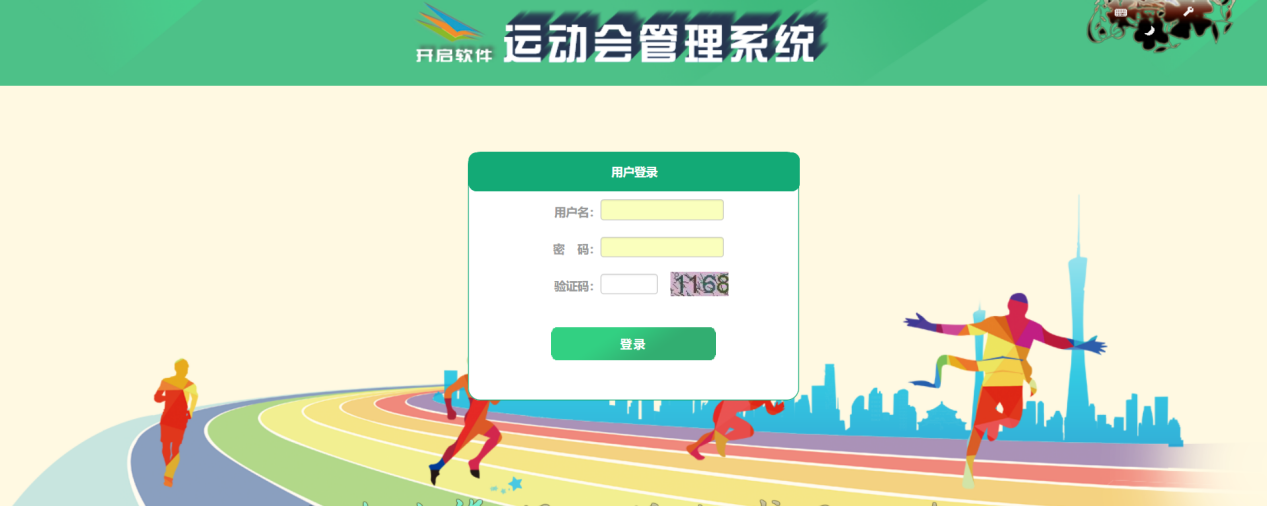 开启软件 运动会管理系统
用户登录
用户名：
密 码：
验证码： 1168
登录